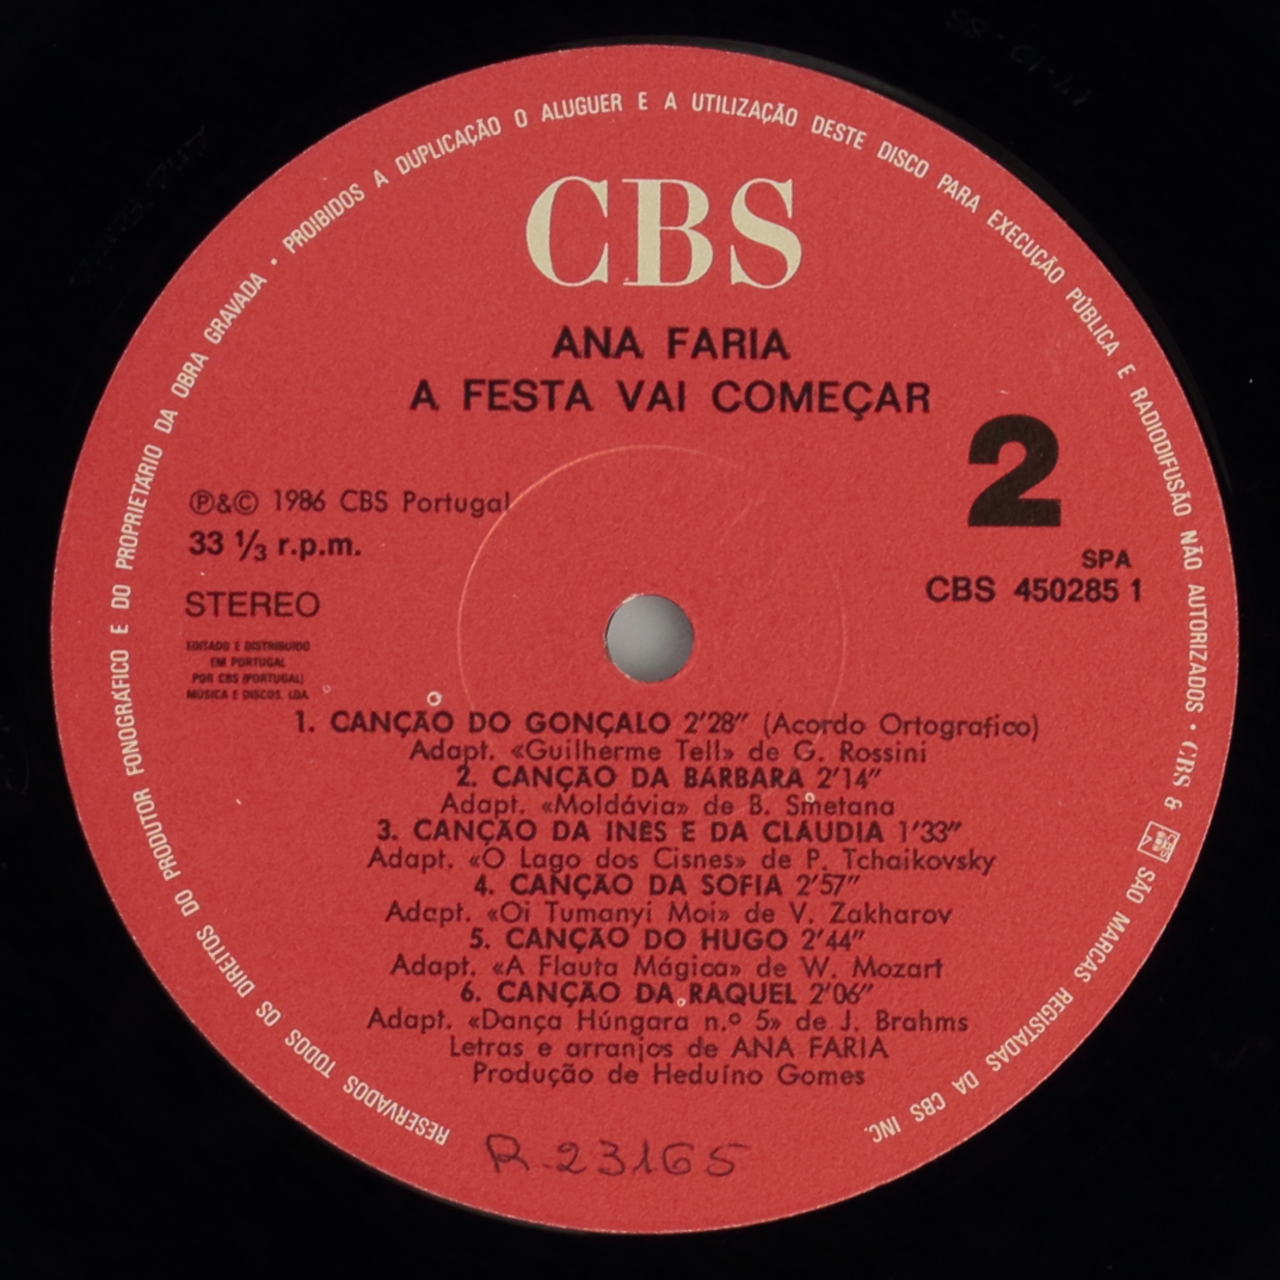 RESERVADOS TODOS OS DIREITOS DO PRODUTOR FONOGRÁFICO E DO PROPRIETÁRIO DA OBRA GRAVADA · PROIBIDOS A DUPLICAÇÃO O ALUGUER E A UTILIZAÇÃO DESTE DISCO PARA EXECUÇÃO PÚBLICA E RADIODIFUSÃO NÃO AUTORIZADOS · CBS & CBS SÃO MARCAS REGISTADAS DA CBS INC.
CBS
ANA FARIA
A FESTA VAI COMEÇAR
2
Ⓟ&© 1986 CBS Portugal
33 ⅓ r.p.m.
SPA
CBS 450285 1
STEREO
EDITADO E DISTRIBUIDO
EM PORTUGAL
POR CBS (PORTUGAL)
MÚSICA E DISCOS, LDA.
1. CANÇÃO DO GONÇALO 2'28" (Acordo Ortografico)
Adapt. «Guilherme Tell» de G. Rossini
2. CANÇÃO DA BÁRBARA 2'14"
Adapt. «Moldávia» de B. Smetana
3. CANÇÃO DA INÊS E DA CLÁUDIA 1'33"
Adapt. «O Lago dos Cisnes» de P. Tchaikovsky
4. CANÇÃO DA SOFIA 2'57"
Adapt. «Oi Tumanyi Moi» de V. Zakharov
5. CANÇÃO DO HUGO 2'44"
Adapt. «A Flauta Mágica» de W. Mozart
6. CANÇÃO DA RAQUEL 2'06"
Adapt. «Dança Húngara n.º 5» de J. Brahms
Letras e arranjos de ANA FARIA
Produção de Heduíno Gomes
R-23165